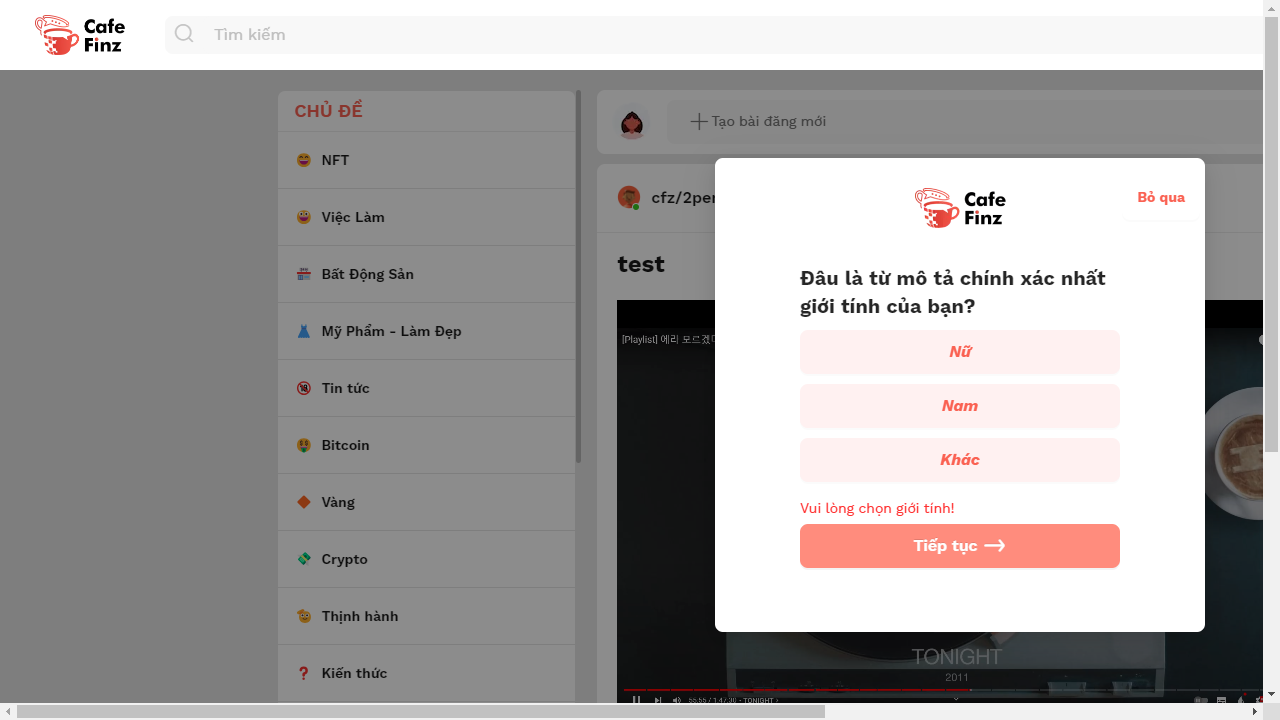 Cafe
Finz
Tìm kiếm
CHỦ ĐỀ
NFT
Việc Làm
Bất Động Sản
Mỹ Phẩm - Làm Đẹp
Tin tức
Bitcoin
Vàng
Crypto
Thịnh hành
Kiến thức
Tạo bài đăng mới
cfz/2per
test
[Playlist] 에리 모르겠
TONIGHT
2011
55:55 / 1:47:30 • TONIGHT ›
Cafe
Finz
Bỏ qua
Đâu là từ mô tả chính xác nhất
giới tính của bạn?
Nữ
Nam
Khác
Vui lòng chọn giới tính!
Tiếp tục